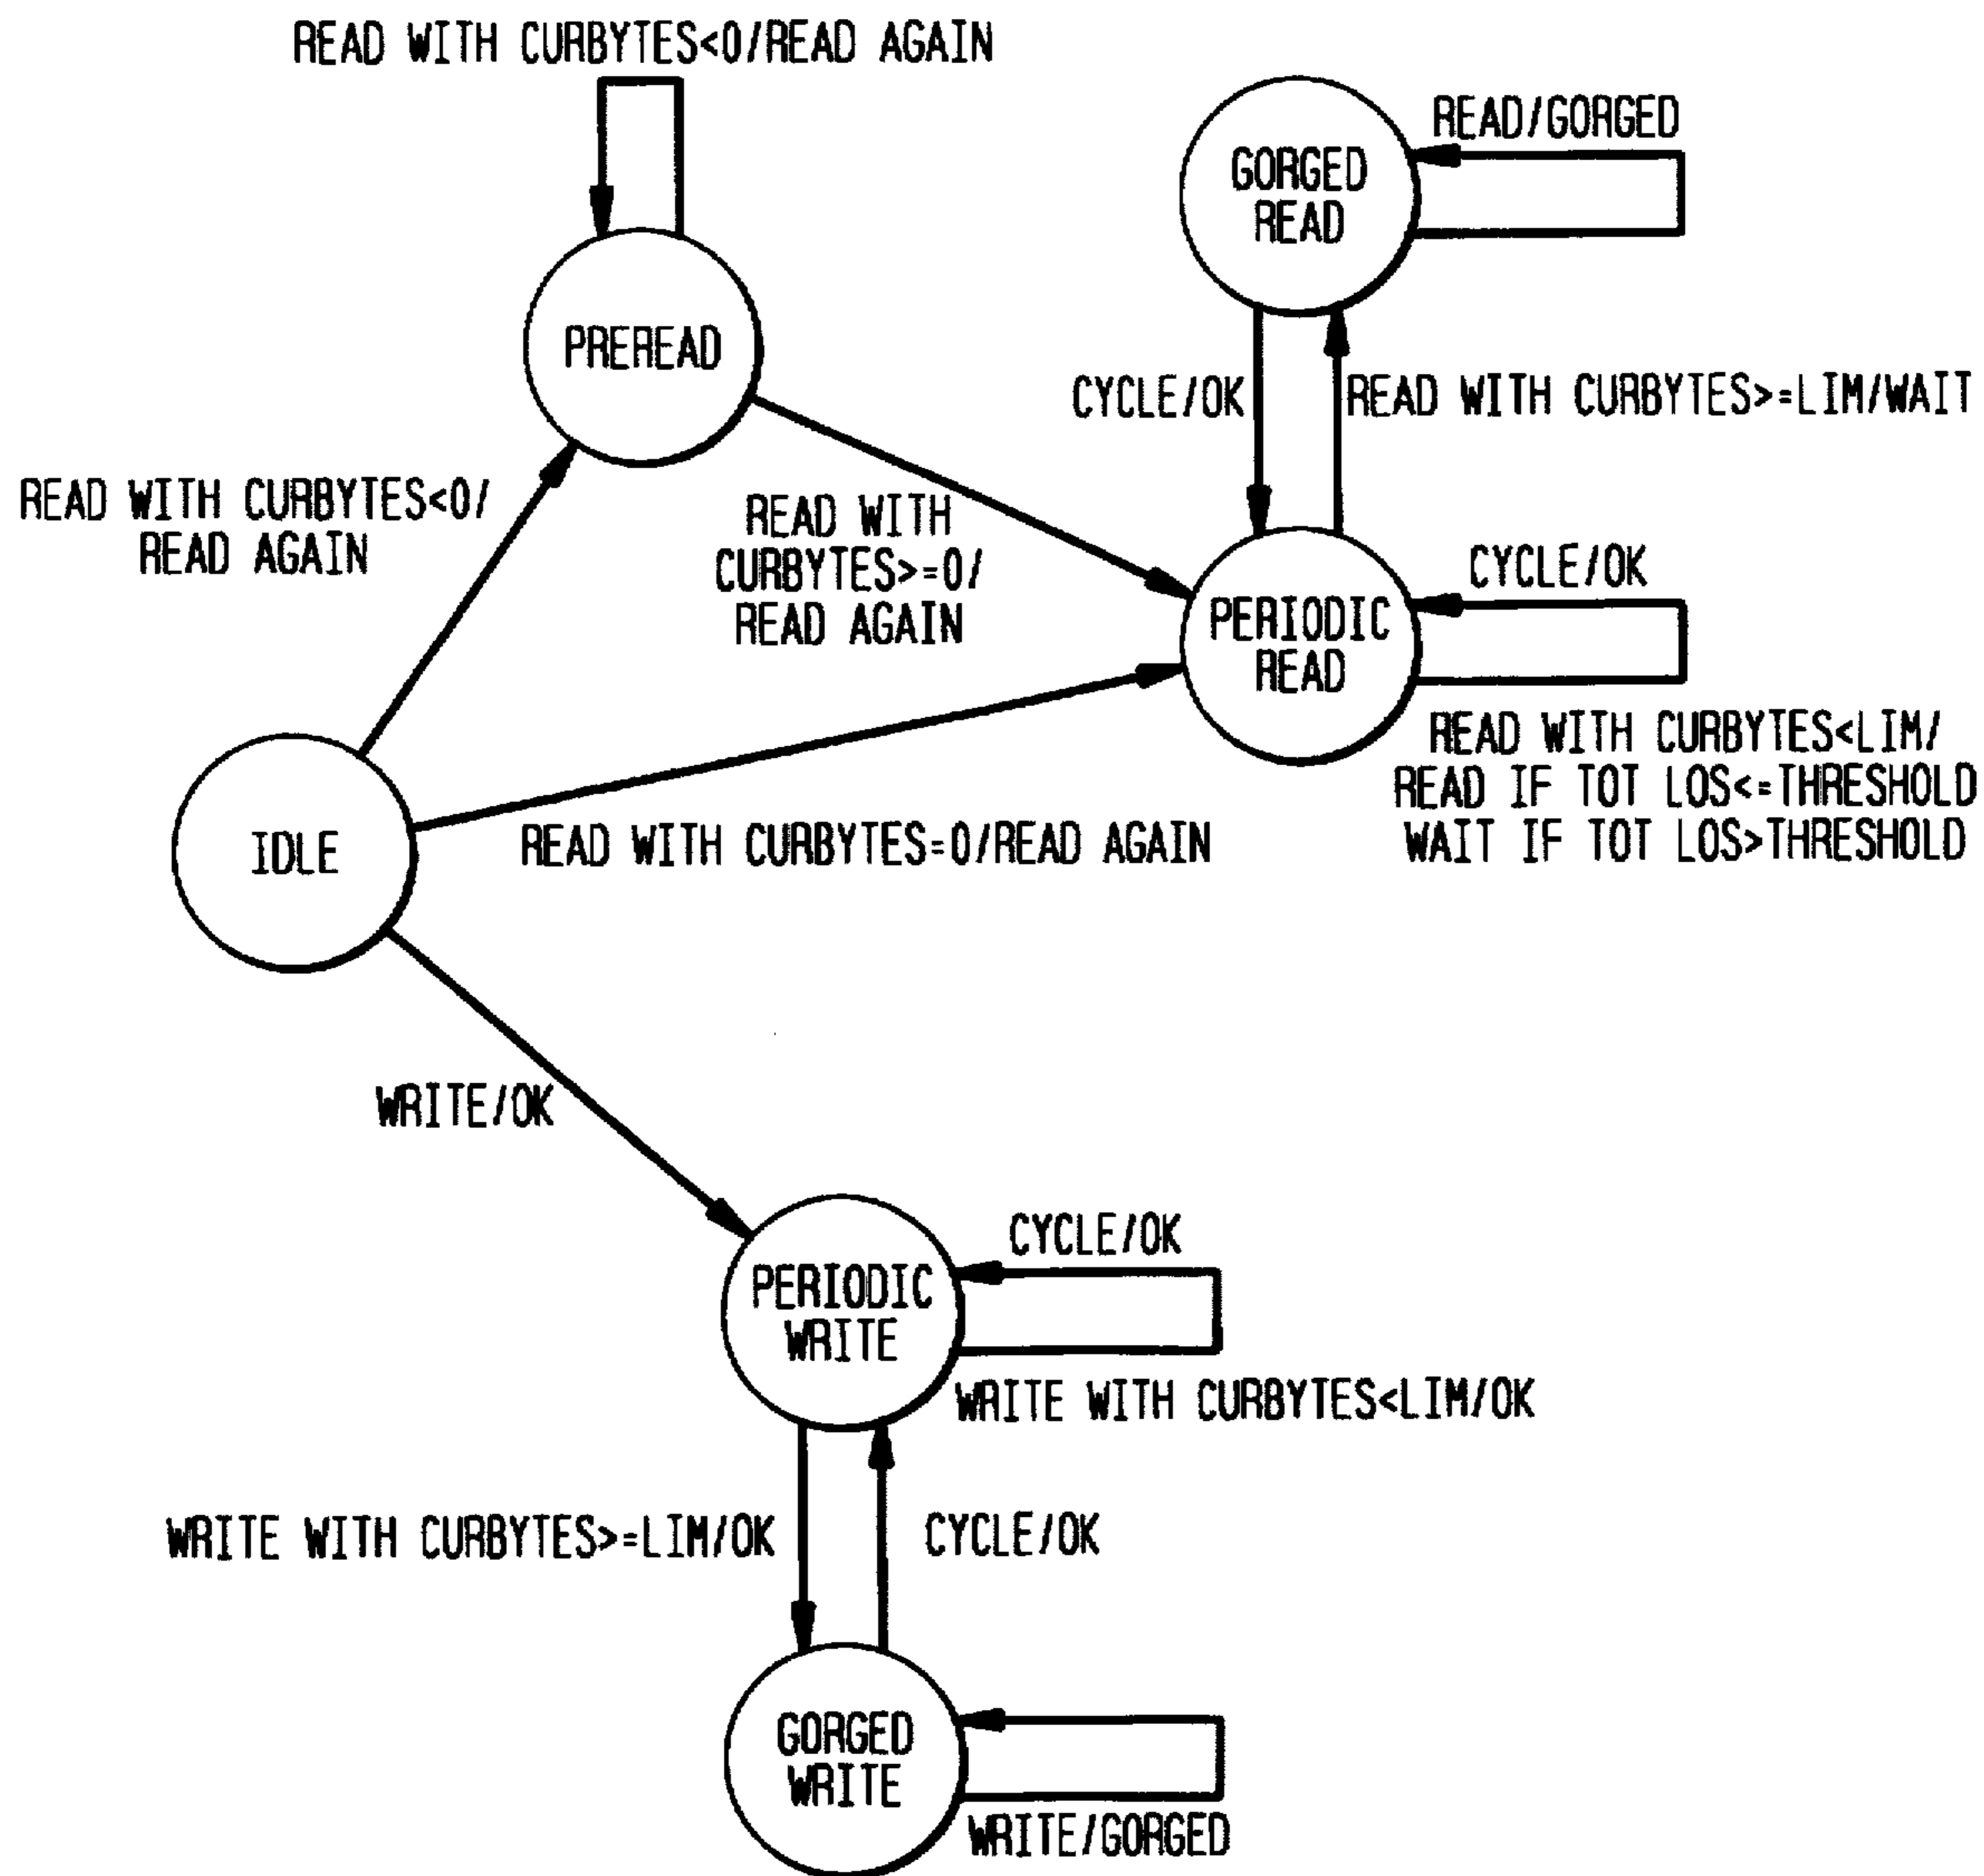 READ WITH CURBYTES<0/READ AGAIN
READ/GORGED
GORGED
READ
PREREAD
CYCLE/OK
READ WITH CURBYTES>=LIM/WAIT
READ WITH CURBYTES<0/
READ AGAIN
READ WITH
CURBYTES>=0/
READ AGAIN
CYCLE/OK
PERIODIC
READ
READ WITH CURBYTES<LIM/
READ IF TOT LOS<=THRESHOLD
WAIT IF TOT LOS>THRESHOLD
IDLE
READ WITH CURBYTES=0/READ AGAIN
WRITE/OK
CYCLE/OK
PERIODIC
WRITE
WRITE WITH CURBYTES<LIM/OK
WRITE WITH CURBYTES>=LIM/OK
CYCLE/OK
GORGED
WRITE
WRITE/GORGED